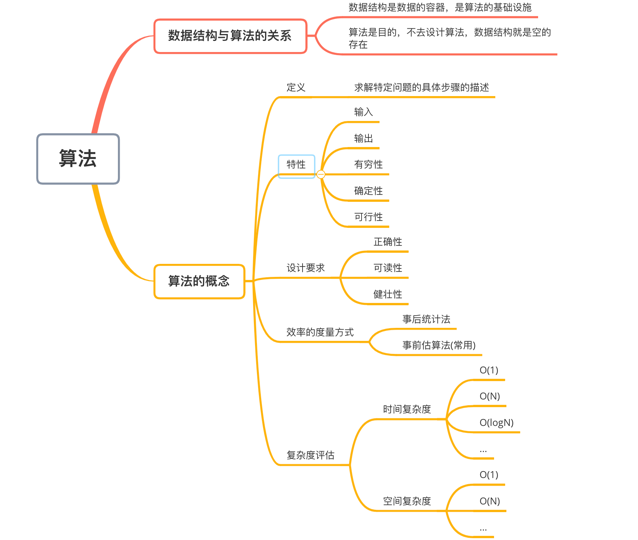 算法
数据结构与算法的关系
数据结构是数据的容器，是算法的基础设施
算法是目的，不去设计算法，数据结构就是空的
存在
算法的概念
定义
求解特定问题的具体步骤的描述
特性
输入
输出
有穷性
确定性
可行性
设计要求
正确性
可读性
健壮性
效率的度量方式
事后统计法
事前估算法(常用)
复杂度评估
时间复杂度
O(1)
O(N)
O(logN)
...
空间复杂度
O(1)
O(N)
...